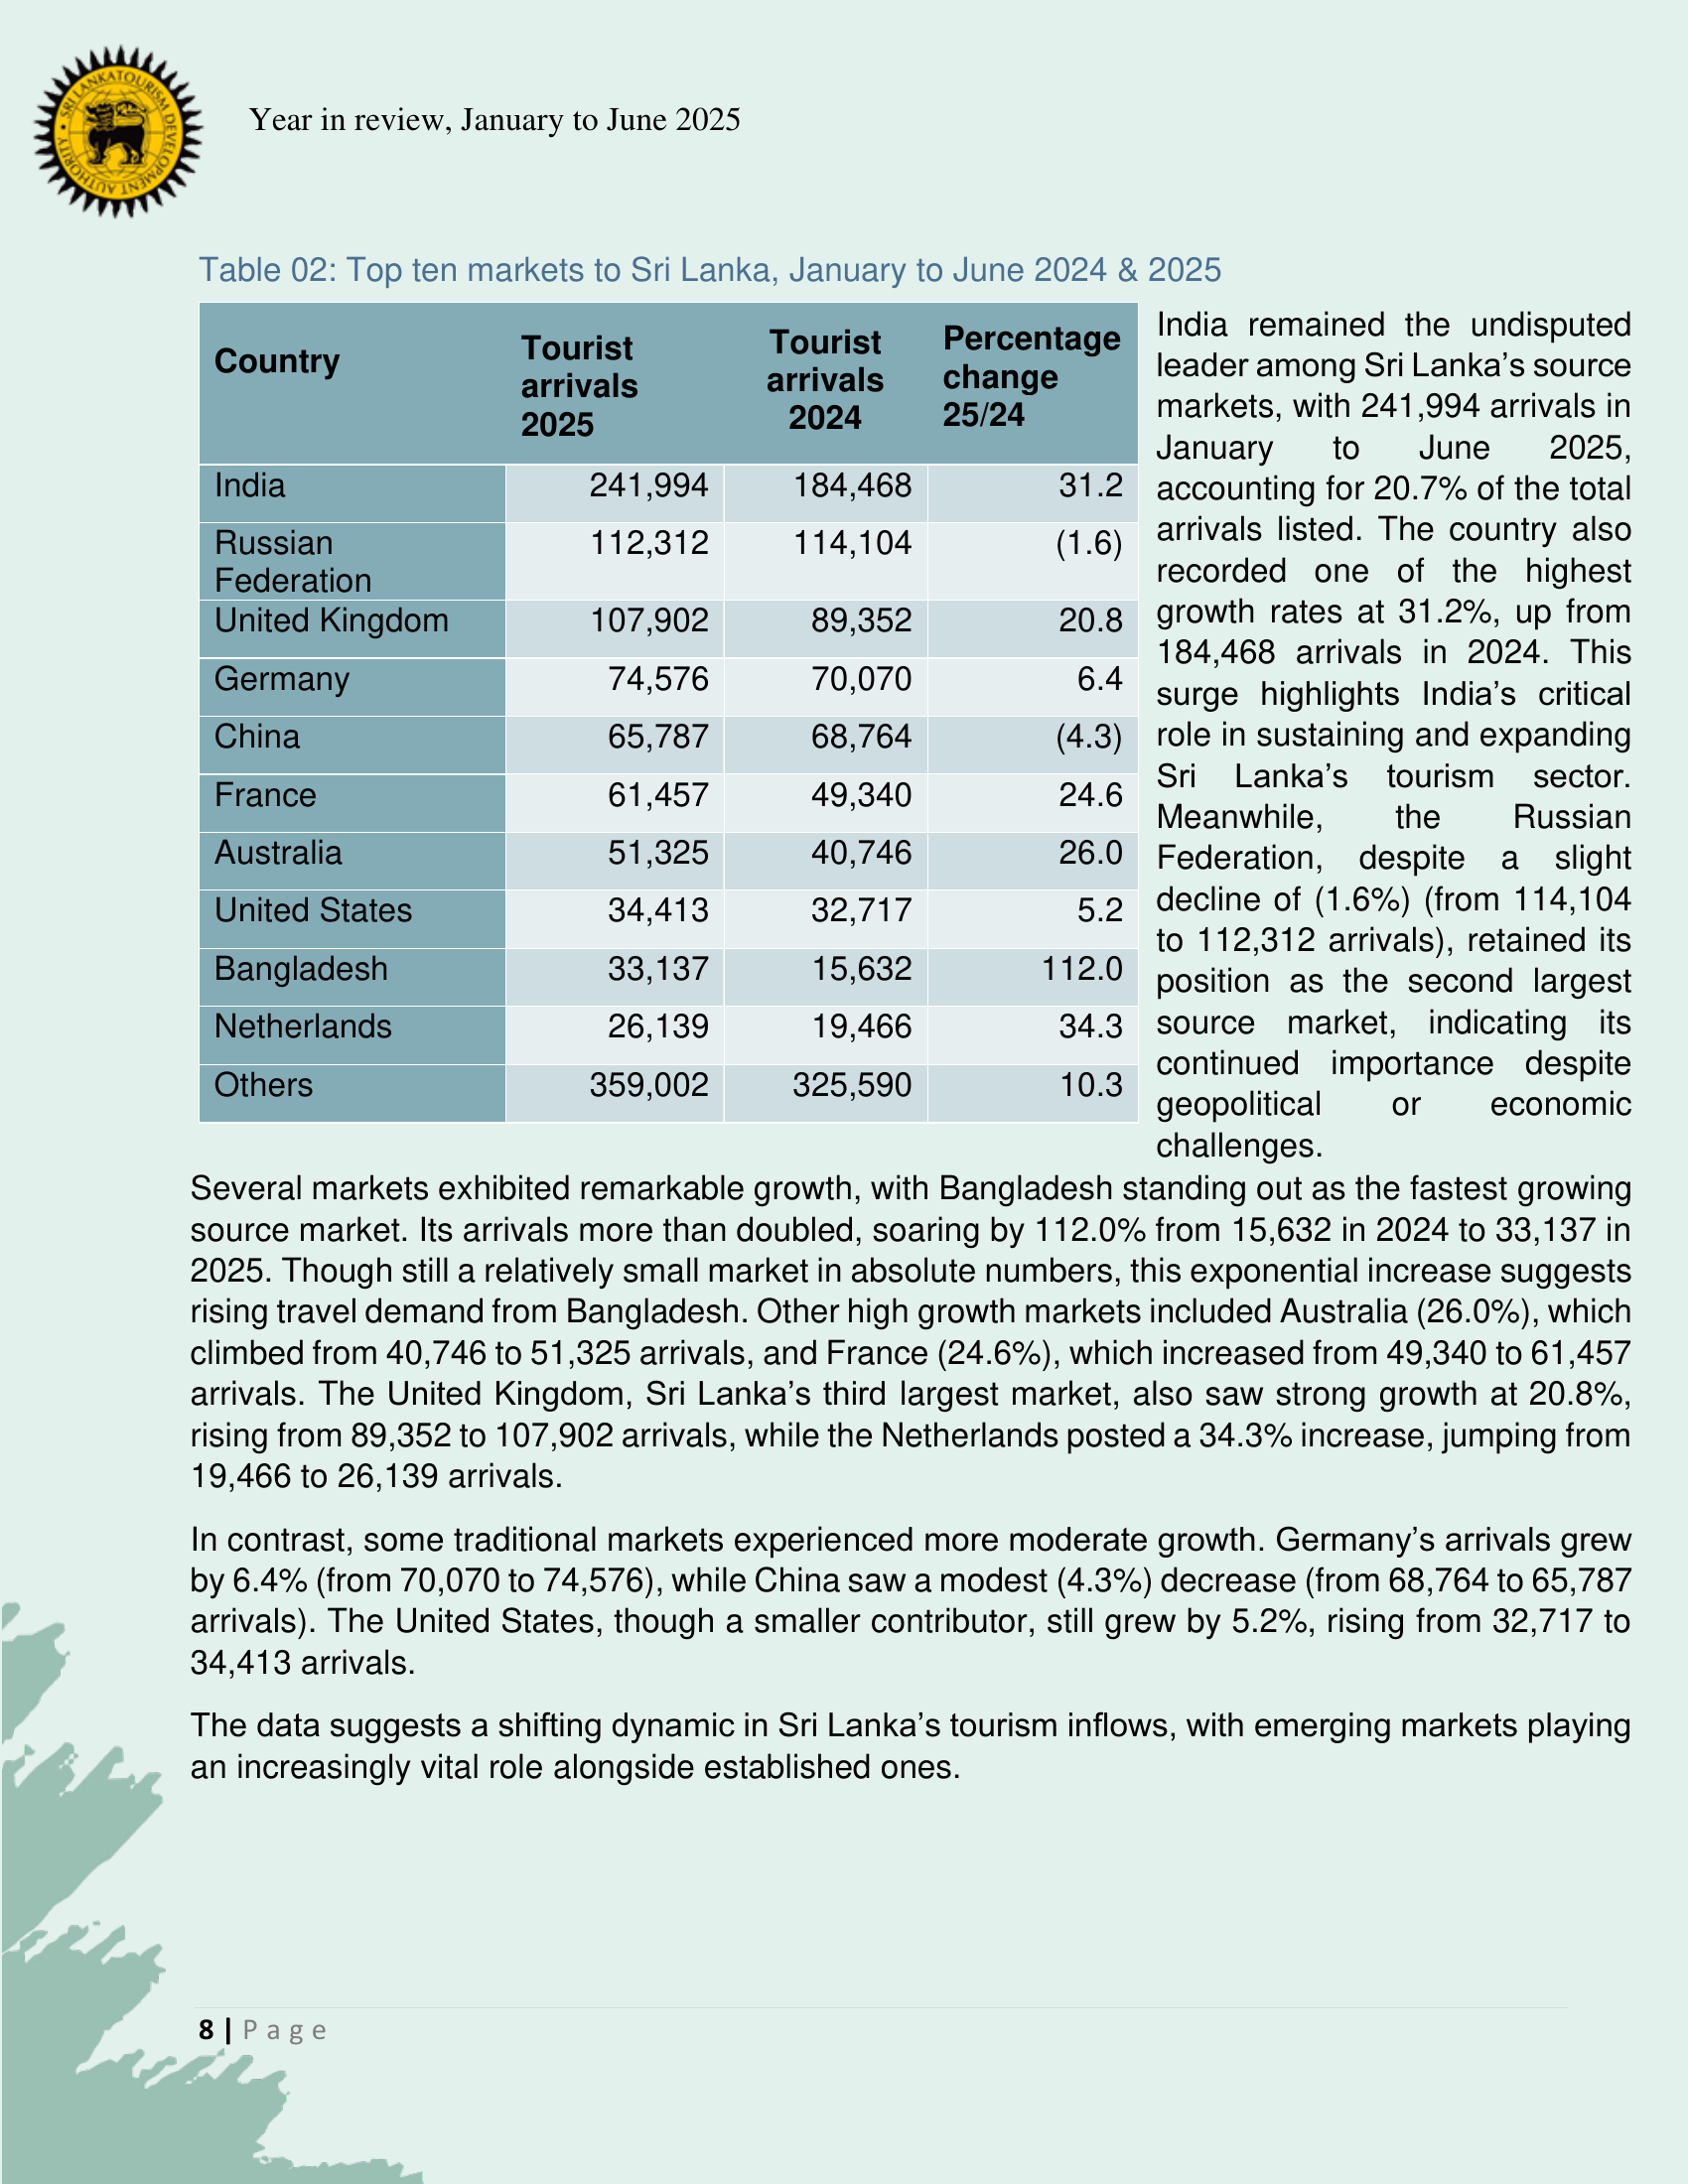 SRI LANKA TOURISM DEVELOPMENT AUTHORITY
Year in review, January to June 2025
Table 02: Top ten markets to Sri Lanka, January to June 2024 & 2025
Country Tourist arrivals 2025 Tourist arrivals 2024 Percentage change 25/24
India 241,994 184,468 31.2
Russian Federation 112,312 114,104 (1.6)
United Kingdom 107,902 89,352 20.8
Germany 74,576 70,070 6.4
China 65,787 68,764 (4.3)
France 61,457 49,340 24.6
Australia 51,325 40,746 26.0
United States 34,413 32,717 5.2
Bangladesh 33,137 15,632 112.0
Netherlands 26,139 19,466 34.3
Others 359,002 325,590 10.3
India remained the undisputed
leader among Sri Lanka’s source
markets, with 241,994 arrivals in
January to June 2025,
accounting for 20.7% of the total
arrivals listed. The country also
recorded one of the highest
growth rates at 31.2%, up from
184,468 arrivals in 2024. This
surge highlights India’s critical
role in sustaining and expanding
Sri Lanka’s tourism sector.
Meanwhile, the Russian
Federation, despite a slight
decline of (1.6%) (from 114,104
to 112,312 arrivals), retained its
position as the second largest
source market, indicating its
continued importance despite
geopolitical or economic
challenges.
Several markets exhibited remarkable growth, with Bangladesh standing out as the fastest growing
source market. Its arrivals more than doubled, soaring by 112.0% from 15,632 in 2024 to 33,137 in
2025. Though still a relatively small market in absolute numbers, this exponential increase suggests
rising travel demand from Bangladesh. Other high growth markets included Australia (26.0%), which
climbed from 40,746 to 51,325 arrivals, and France (24.6%), which increased from 49,340 to 61,457
arrivals. The United Kingdom, Sri Lanka’s third largest market, also saw strong growth at 20.8%,
rising from 89,352 to 107,902 arrivals, while the Netherlands posted a 34.3% increase, jumping from
19,466 to 26,139 arrivals.
In contrast, some traditional markets experienced more moderate growth. Germany’s arrivals grew
by 6.4% (from 70,070 to 74,576), while China saw a modest (4.3%) decrease (from 68,764 to 65,787
arrivals). The United States, though a smaller contributor, still grew by 5.2%, rising from 32,717 to
34,413 arrivals.
The data suggests a shifting dynamic in Sri Lanka’s tourism inflows, with emerging markets playing
an increasingly vital role alongside established ones.
8 | Page